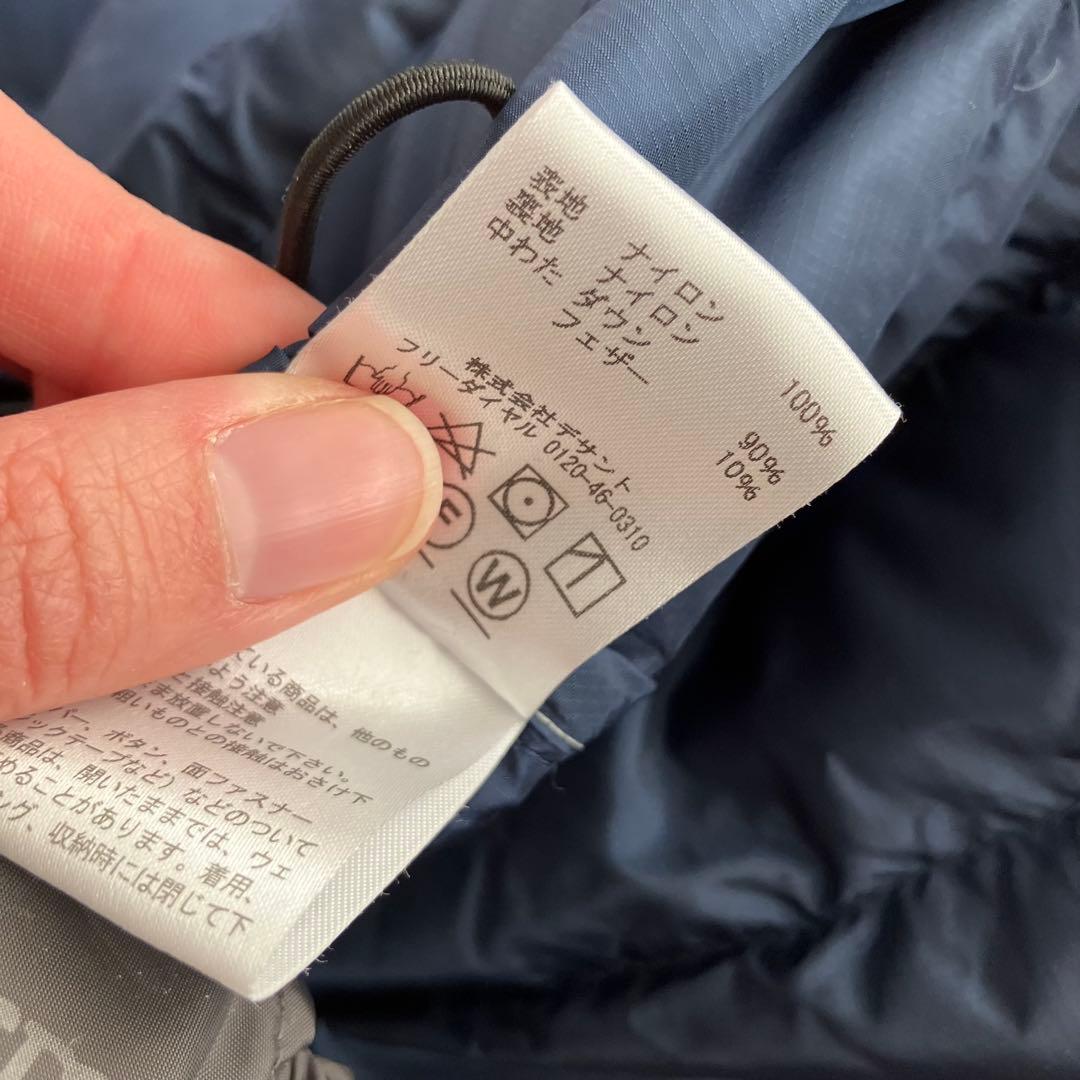 表地 ナイロン 100%
裏地 ナイロン
中わた ダウン 90%
フェザー 10%
株式会社デサント
フリーダイヤル 0120-46-0310
F
W
ている商品は、他のもの
よう注意
接触注意
ま放置しないで下さい。
粗いものとの接触はおさけ下
パー、ボタン、面ファスナー
ックテープなど）などのついて
る商品は、開いたままでは、ウェ
めることがあります。着用、
ング、収納時には閉じて下